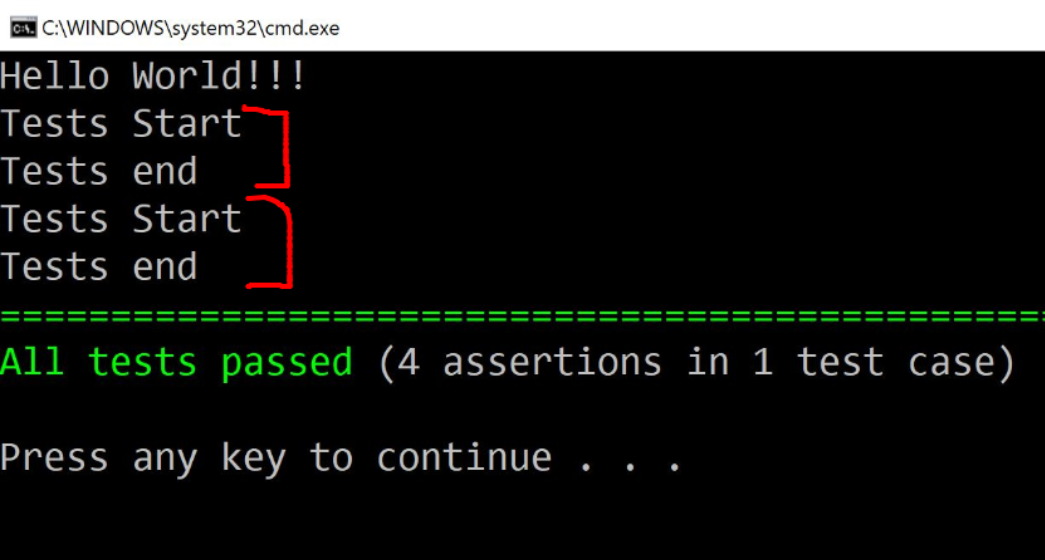 C:\WINDOWS\system32\cmd.exe
Hello World!!!
Tests Start
Tests end
Tests Start
Tests end
===============================================
All tests passed (4 assertions in 1 test case)
Press any key to continue . . .